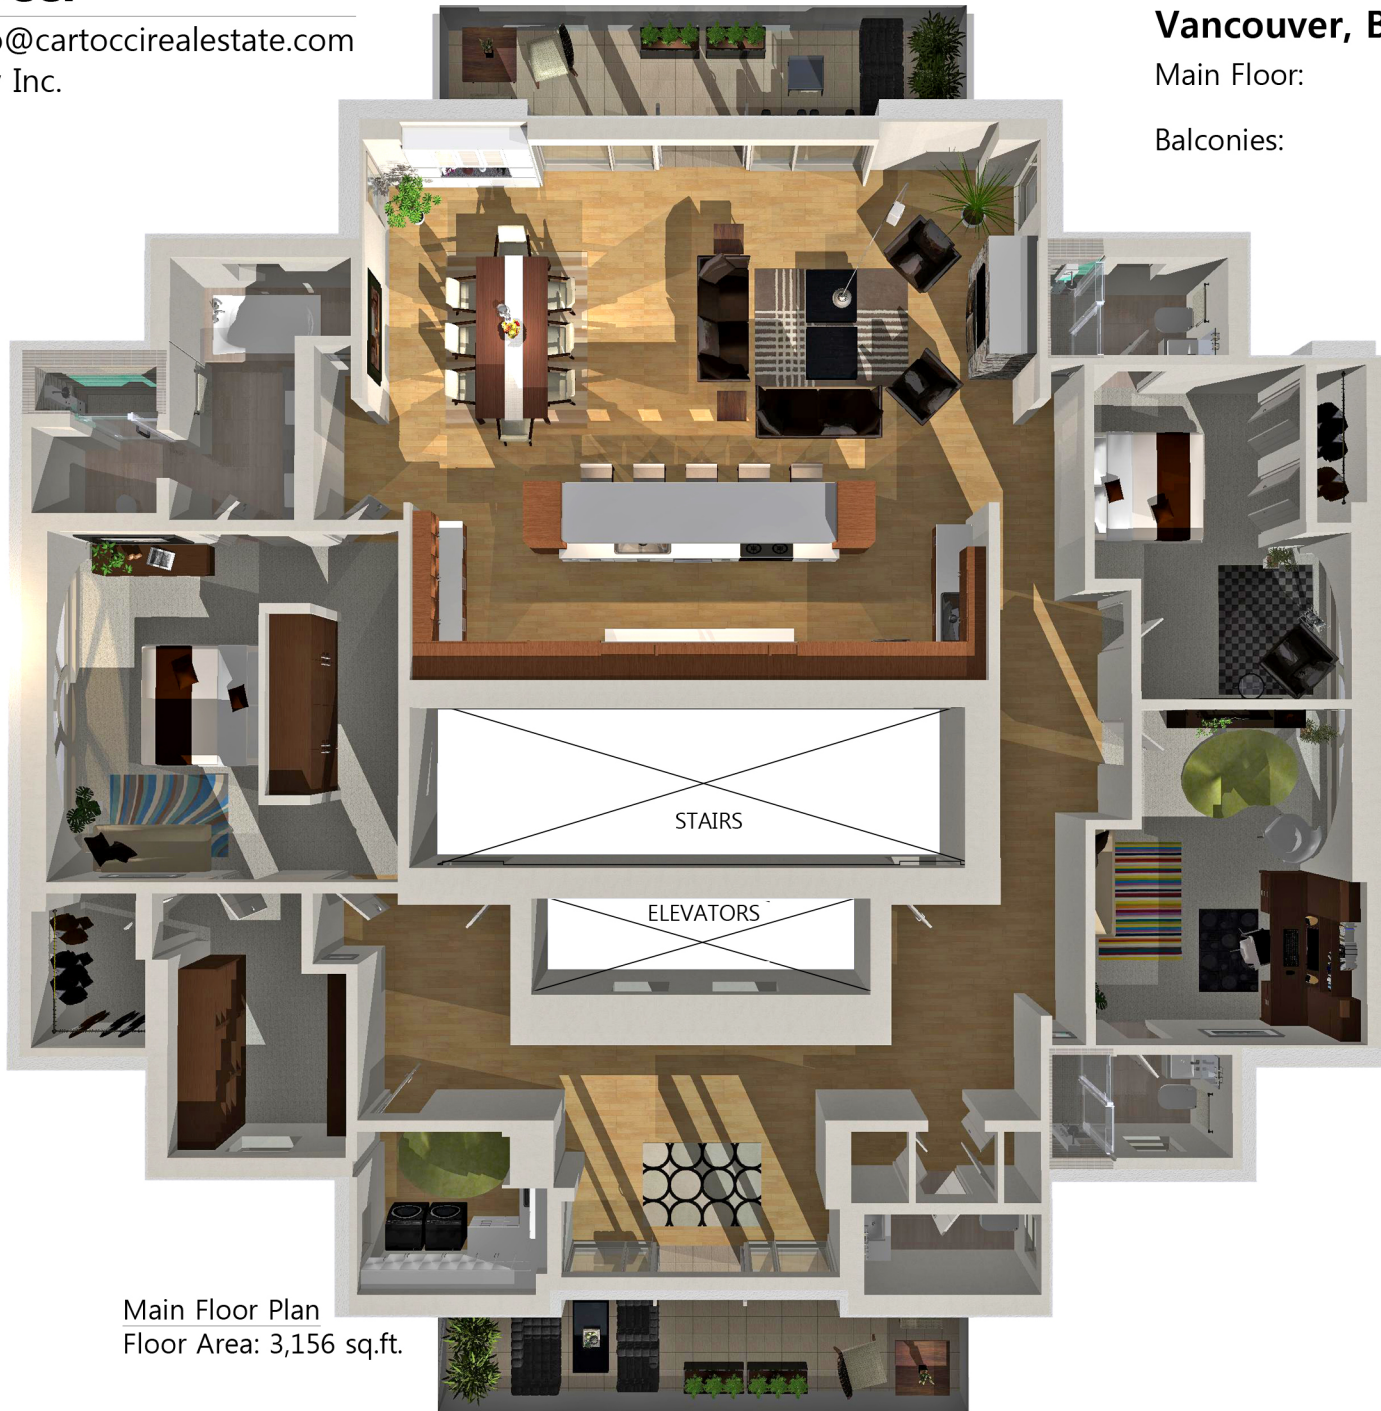 @cartoccirealestate.com
Inc.
Vancouver, B
Main Floor:
Balconies:
STAIRS
ELEVATORS
Main Floor Plan
Floor Area: 3,156 sq.ft.